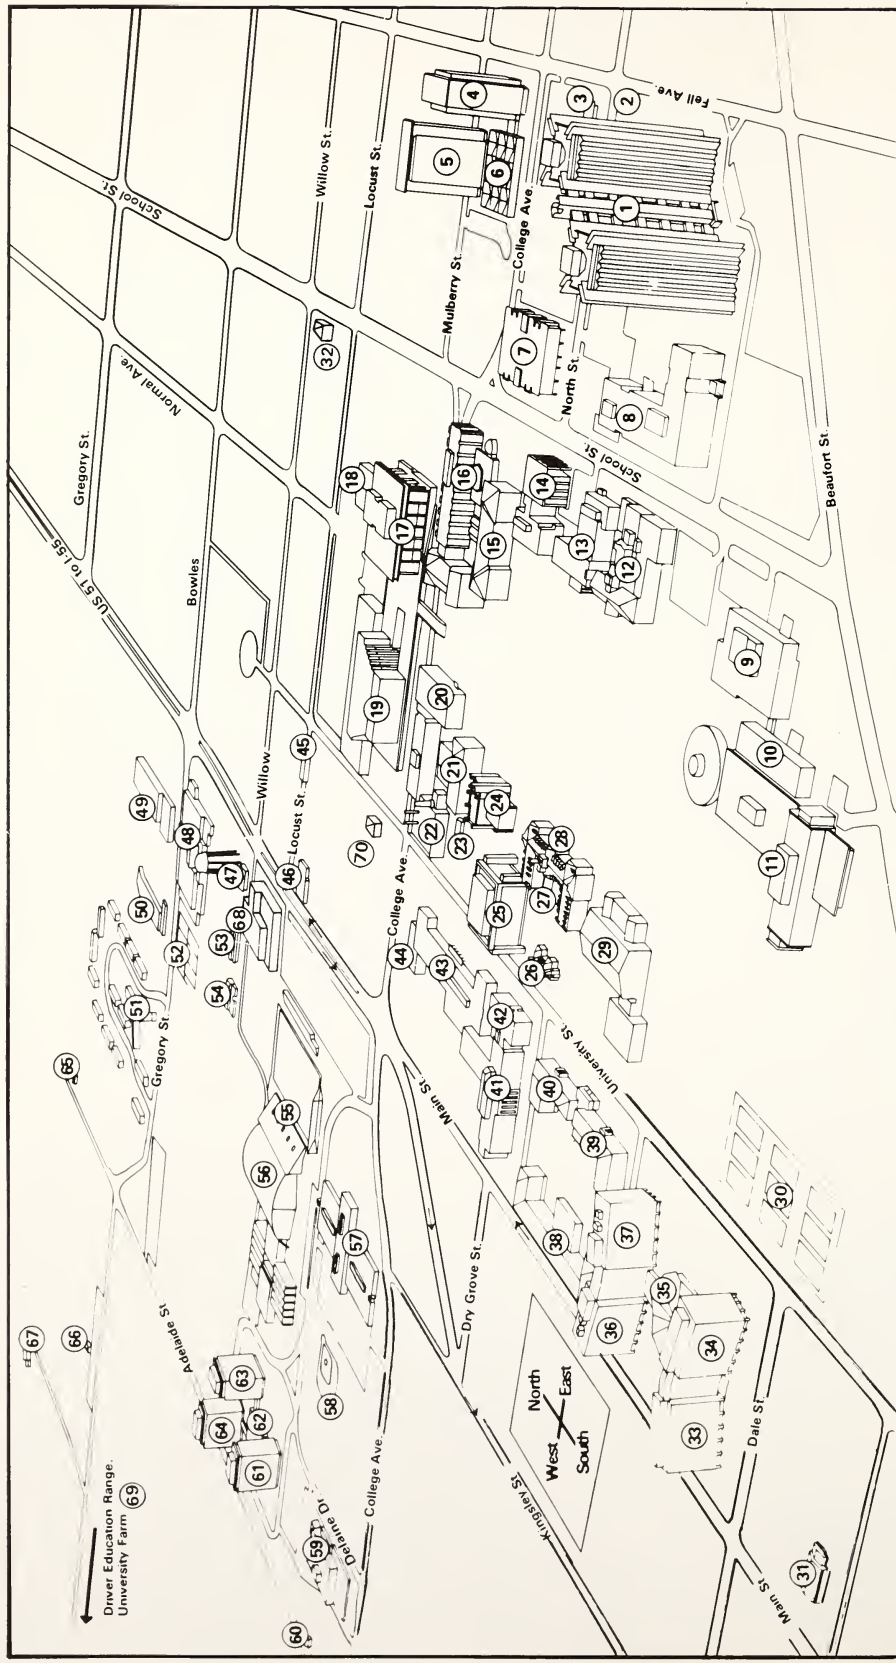 School St.
Willow St.
Locust St.
Mulberry St.
College Ave.
Fell Ave.
North St.
School St.
Beaufort St.
Normal Ave.
Gregory St.
US 51 to I-55
Bowles
Willow
Locust St.
College Ave.
University St.
Main St.
Gregory St.
Dry Grove St.
Adelaide St
College Ave.
Delaine Dr
Kingsley St
Dale St.
Main St
North
East
West
South
Driver Education Range.
University Farm 69
1
2
3
4
5
6
7
8
9
10
11
12
13
14
15
16
17
18
19
20
21
22
23
24
25
26
27
28
29
30
31
32
33
34
35
36
37
38
39
40
41
42
43
44
45
46
47
48
49
50
51
52
53
54
55
56
57
58
59
60
61
62
63
64
65
66
67
68
70